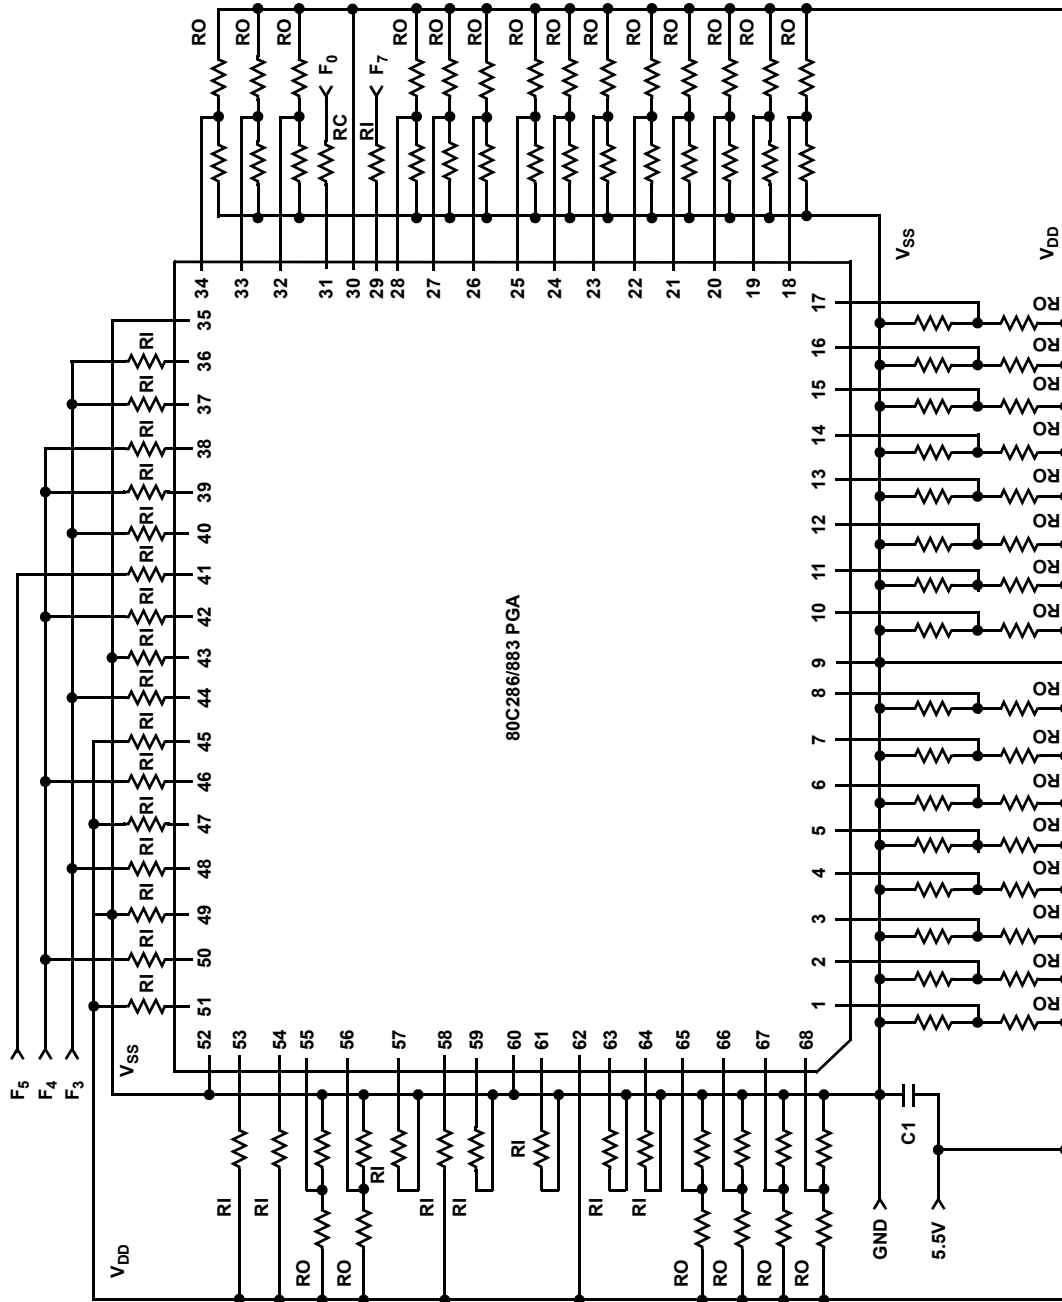 RO RO RO F0 F7 RO RO RO RO RO RO RO RO RO RO
RC RI
34 33 32 31 30 29 28 27 26 25 24 23 22 21 20 19 18
VSS
VDD
35 RI
36 RI
37 RI
38 RI
39 RI
40 RI
41 RI
42 RI
43 RI
44 RI
45 RI
46 RI
47 RI
48 RI
49 RI
50 RI
51
17 RO
16 RO
15 RO
14 RO
13 RO
12 RO
11 RO
10 RO
9
8 RO
7 RO
6 RO
5 RO
4 RO
3 RO
2 RO
1 RO
80C286/883 PGA
52 53 54 55 56 57 58 59 60 61 62 63 64 65 66 67 68
F5
F4
F3
VSS
C1
RI RI RI RI RI RI RI
RO RO RO RO RO RO
VDD
GND
5.5V